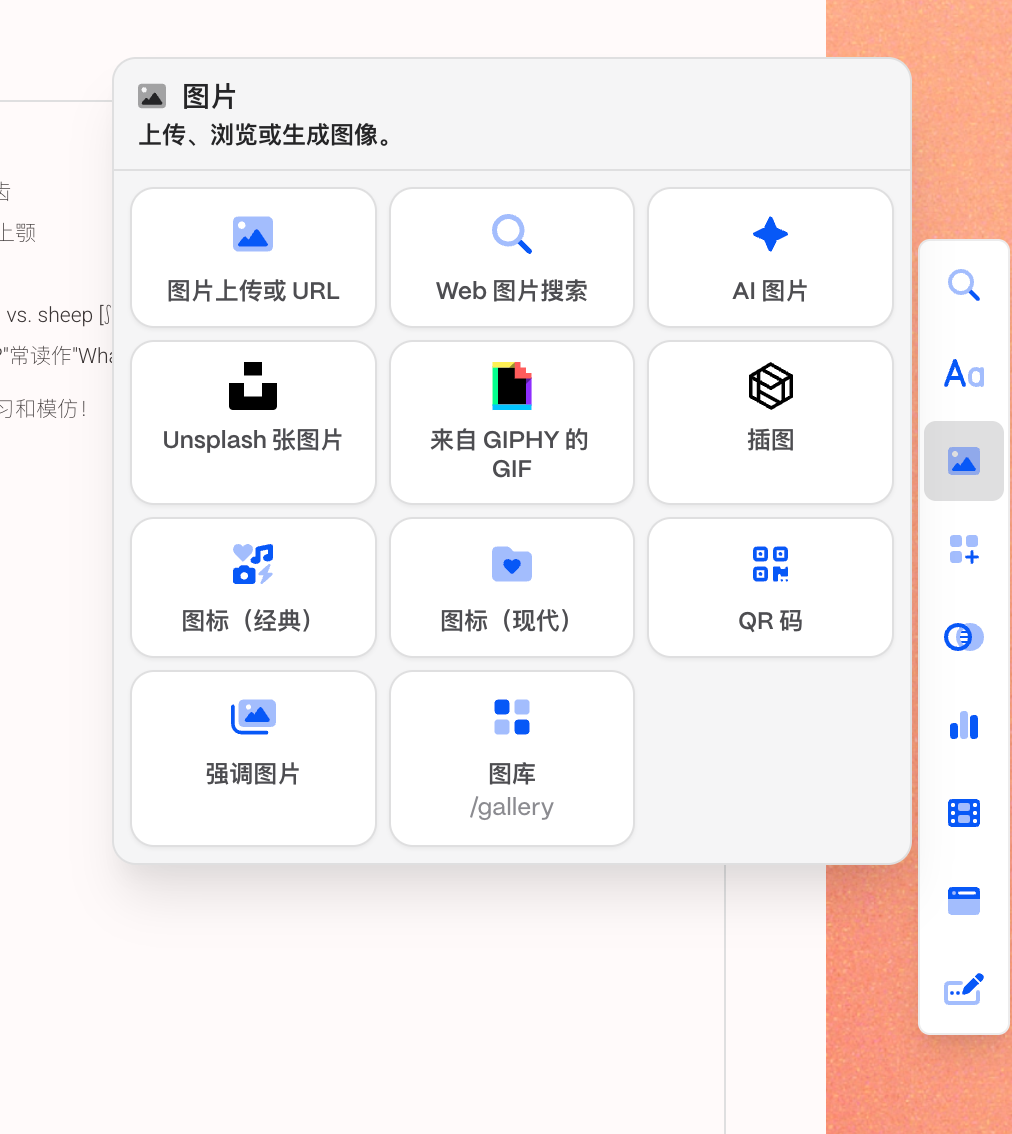 图片
上传、浏览或生成图像。
图片上传或 URL
Web 图片搜索
AI 图片
Unsplash 张图片
来自 GIPHY 的
GIF
插图
图标（经典）
图标（现代）
QR 码
强调图片
图库
/gallery
齿
上颚
vs. sheep [
"常读作"Wha
习和模仿！
Aa